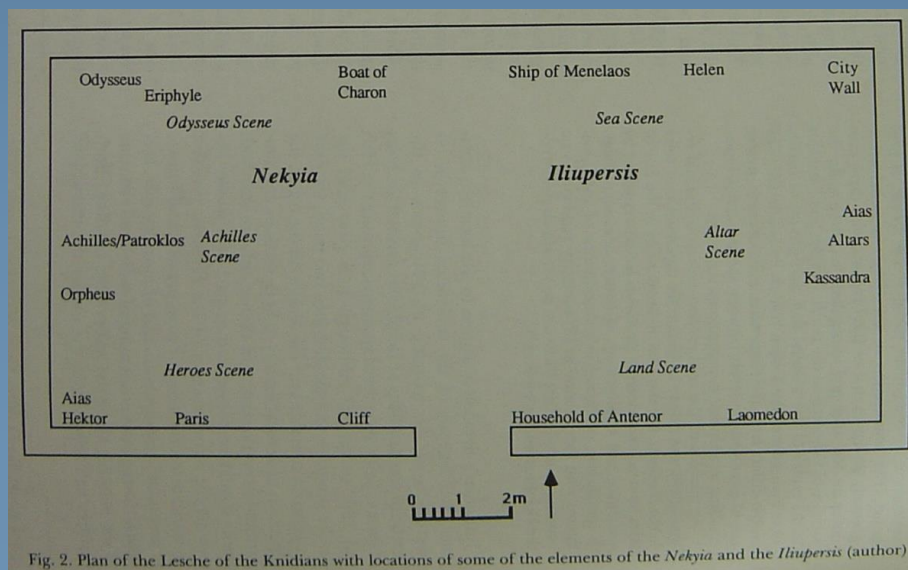 Odysseus
Eriphyle
Odysseus Scene
Boat of
Charon
Ship of Menelaos
Helen
City
Wall
Sea Scene
Nekyia
Iliupersis
Achilles/Patroklos
Achilles
Scene
Orpheus
Altar
Scene
Aias
Altars
Kassandra
Heroes Scene
Land Scene
Aias
Hektor
Paris
Cliff
Household of Antenor
Laomedon
0 1 2m
Fig. 2. Plan of the Lesche of the Knidians with locations of some of the elements of the Nekyia and the Iliupersis (author)